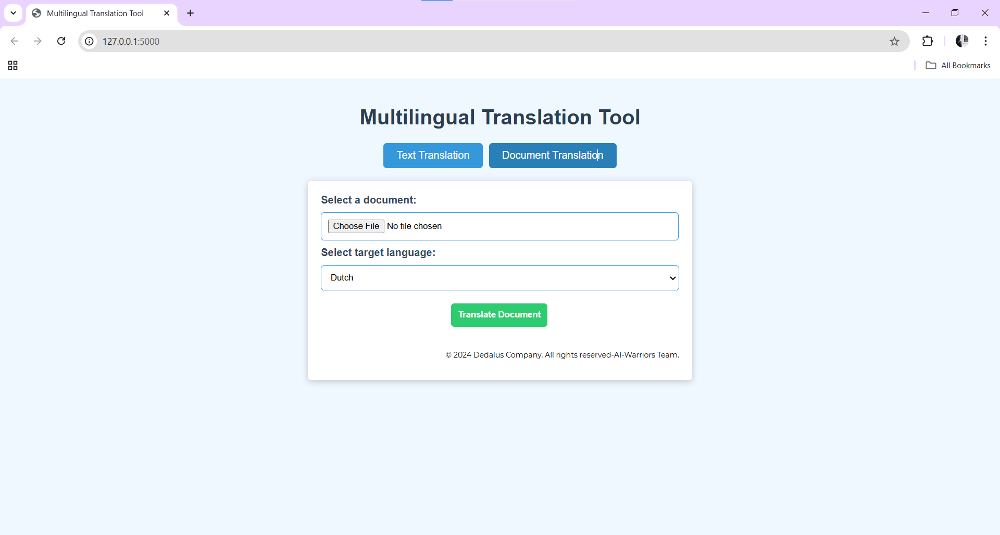 Multilingual Translation Tool
127.0.0.1:5000
All Bookmarks
Multilingual Translation Tool
Text Translation
Document Translation
Select a document:
Choose File No file chosen
Select target language:
Dutch
Translate Document
© 2024 Dedalus Company. All rights reserved-AI-Warriors Team.